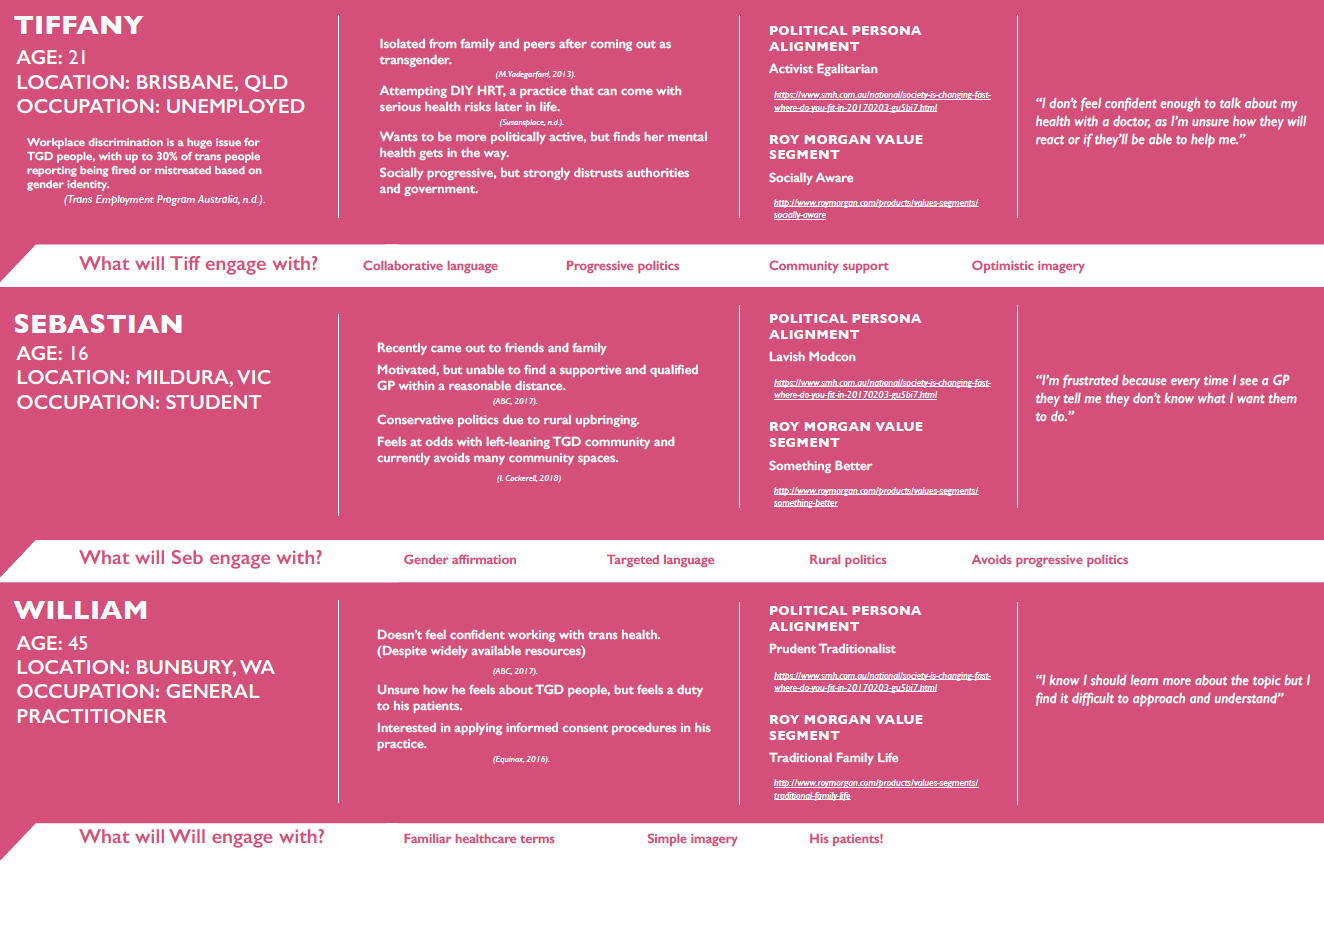 TIFFANY
AGE: 21
LOCATION: BRISBANE, QLD
OCCUPATION: UNEMPLOYED
Workplace discrimination is a huge issue for
TGD people, with up to 30% of trans people
reporting being fired or mistreated based on
gender identity.
(Trans Employment Program Australia, n.d.).
Isolated from family and peers after coming out as
transgender.
(M.Yadegarfard, 2013).
Attempting DIY HRT, a practice that can come with
serious health risks later in life.
(Susansplace, n.d.).
Wants to be more politically active, but finds her mental
health gets in the way.
Socially progressive, but strongly distrusts authorities
and government.
POLITICAL PERSONA
ALIGNMENT
Activist Egalitarian
https://www.smh.com.au/national/society-is-changing-fast-
where-do-you-fit-in-20170203-gu5bi7.html
ROY MORGAN VALUE
SEGMENT
Socially Aware
http://www.roymorgan.com/products/values-segments/
socially-aware
“I don’t feel confident enough to talk about my
health with a doctor, as I’m unsure how they will
react or if they’ll be able to help me.”
What will Tiff engage with?
Collaborative language
Progressive politics
Community support
Optimistic imagery
SEBASTIAN
AGE: 16
LOCATION: MILDURA, VIC
OCCUPATION: STUDENT
Recently came out to friends and family
Motivated, but unable to find a supportive and qualified
GP within a reasonable distance.
(ABC, 2017).
Conservative politics due to rural upbringing.
Feels at odds with left-leaning TGD community and
currently avoids many community spaces.
(I. Cockerell, 2018)
POLITICAL PERSONA
ALIGNMENT
Lavish Modcon
https://www.smh.com.au/national/society-is-changing-fast-
where-do-you-fit-in-20170203-gu5bi7.html
ROY MORGAN VALUE
SEGMENT
Something Better
http://www.roymorgan.com/products/values-segments/
something-better
“I’m frustrated because every time I see a GP
they tell me they don’t know what I want them
to do.”
What will Seb engage with?
Gender affirmation
Targeted language
Rural politics
Avoids progressive politics
WILLIAM
AGE: 45
LOCATION: BUNBURY, WA
OCCUPATION: GENERAL
PRACTITIONER
Doesn’t feel confident working with trans health.
(Despite widely available resources)
(ABC, 2017).
Unsure how he feels about TGD people, but feels a duty
to his patients.
Interested in applying informed consent procedures in his
practice.
(Equinox, 2016).
POLITICAL PERSONA
ALIGNMENT
Prudent Traditionalist
https://www.smh.com.au/national/society-is-changing-fast-
where-do-you-fit-in-20170203-gu5bi7.html
ROY MORGAN VALUE
SEGMENT
Traditional Family Life
http://www.roymorgan.com/products/values-segments/
traditional-family-life
“I know I should learn more about the topic but I
find it difficult to approach and understand”
What will Will engage with?
Familiar healthcare terms
Simple imagery
His patients!